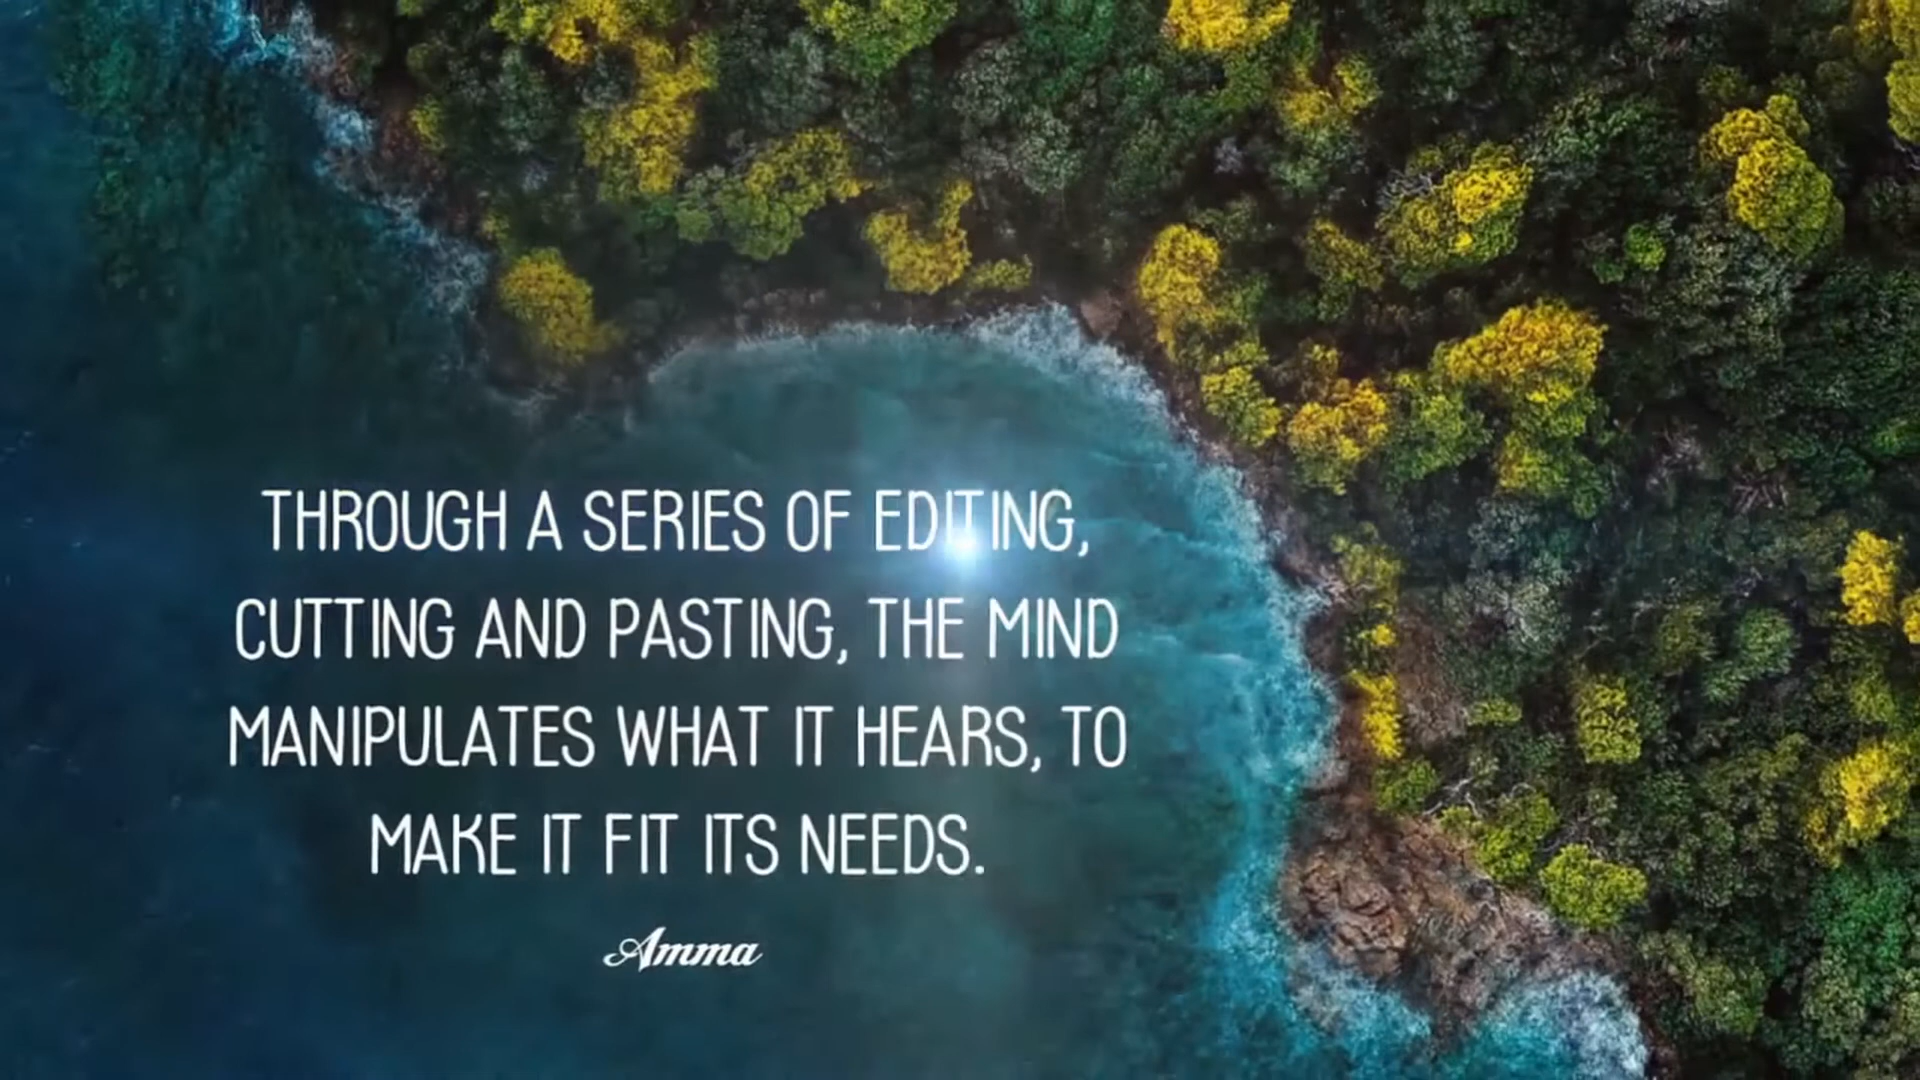 THROUGH A SERIES OF EDITING,
CUTTING AND PASTING, THE MIND
MANIPULATES WHAT IT HEARS, TO
MAKE IT FIT ITS NEEDS.
Amma